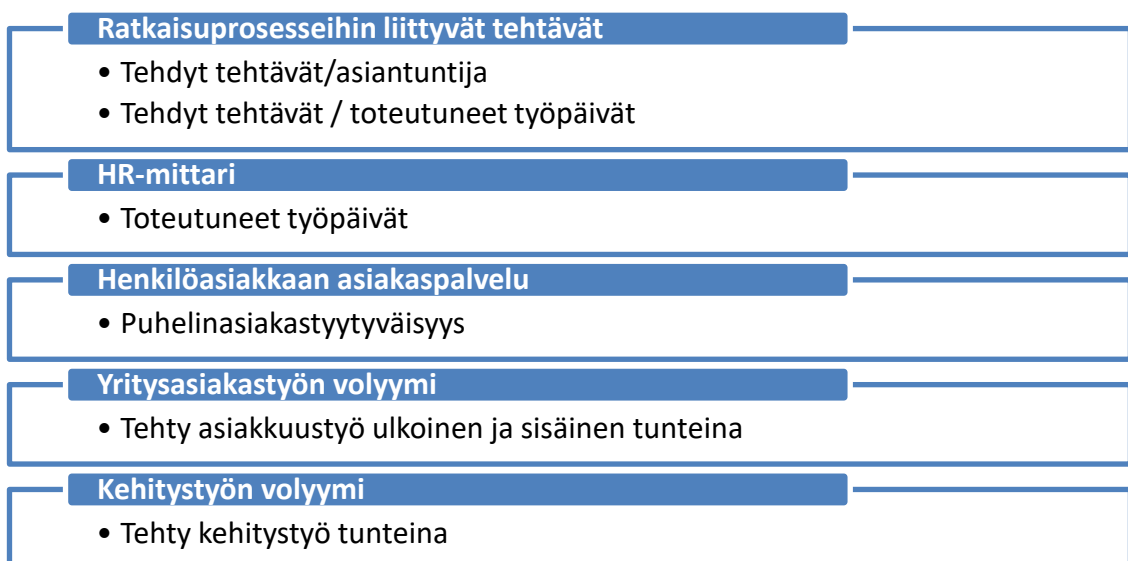 Ratkaisuprosesseihin liittyvät tehtävät
• Tehdyt tehtävät/asiantuntija
• Tehdyt tehtävät / toteutuneet työpäivät
HR-mittari
• Toteutuneet työpäivät
Henkilöasiakkaan asiakaspalvelu
• Puhelinasiakastyytyväisyys
Yritysasiakastyön volyymi
• Tehty asiakkuustyö ulkoinen ja sisäinen tunteina
Kehitystyön volyymi
• Tehty kehitystyö tunteina